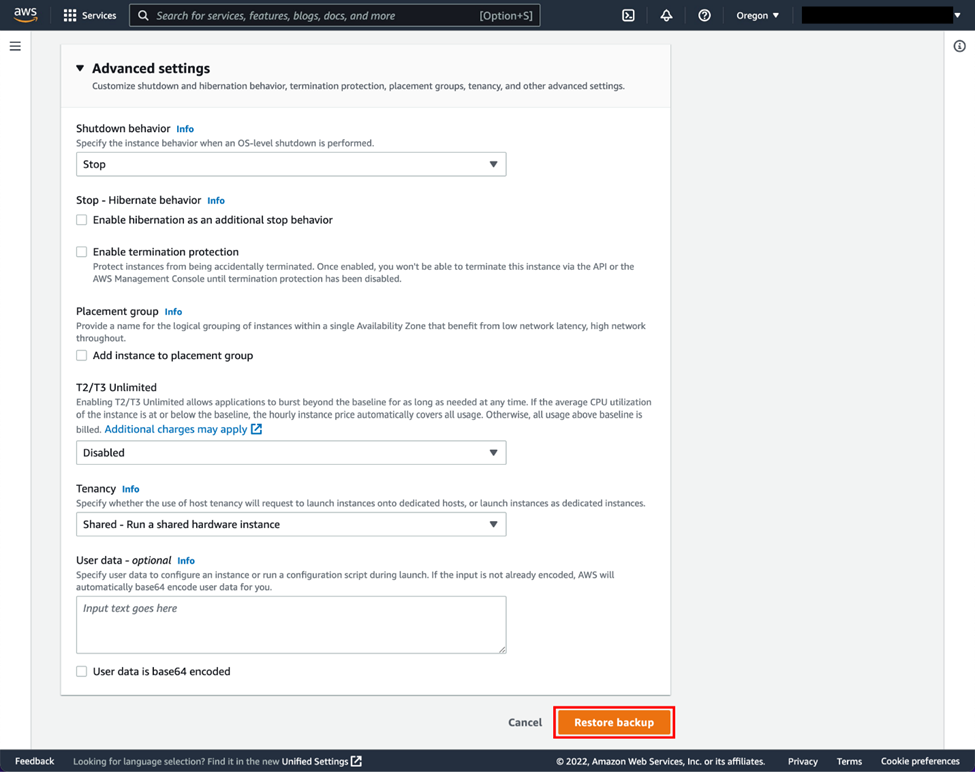 aws
Services
Search for services, features, blogs, docs, and more [Option+S]
Oregon
Advanced settings
Customize shutdown and hibernation behavior, termination protection, placement groups, tenancy, and other advanced settings.
Shutdown behavior Info
Specify the instance behavior when an OS-level shutdown is performed.
Stop
Stop - Hibernate behavior Info
Enable hibernation as an additional stop behavior
Enable termination protection
Protect instances from being accidentally terminated. Once enabled, you won't be able to terminate this instance via the API or the
AWS Management Console until termination protection has been disabled.
Placement group Info
Provide a name for the logical grouping of instances within a single Availability Zone that benefit from low network latency, high network
throughout.
Add instance to placement group
T2/T3 Unlimited
Enabling T2/T3 Unlimited allows applications to burst beyond the baseline for as long as needed at any time. If the average CPU utilization
of the instance is at or below the baseline, the hourly instance price automatically covers all usage. Otherwise, all usage above baseline is
billed. Additional charges may apply
Disabled
Tenancy Info
Specify whether the use of host tenancy will request to launch instances onto dedicated hosts, or launch instances as dedicated instances.
Shared - Run a shared hardware instance
User data - optional Info
Specify user data to configure an instance or run a configuration script during launch. If the input is not already encoded, AWS will
automatically base64 encode user data for you.
Input text goes here
User data is base64 encoded
Cancel Restore backup
Feedback Looking for language selection? Find it in the new Unified Settings © 2022, Amazon Web Services, Inc. or its affiliates. Privacy Terms Cookie preferences